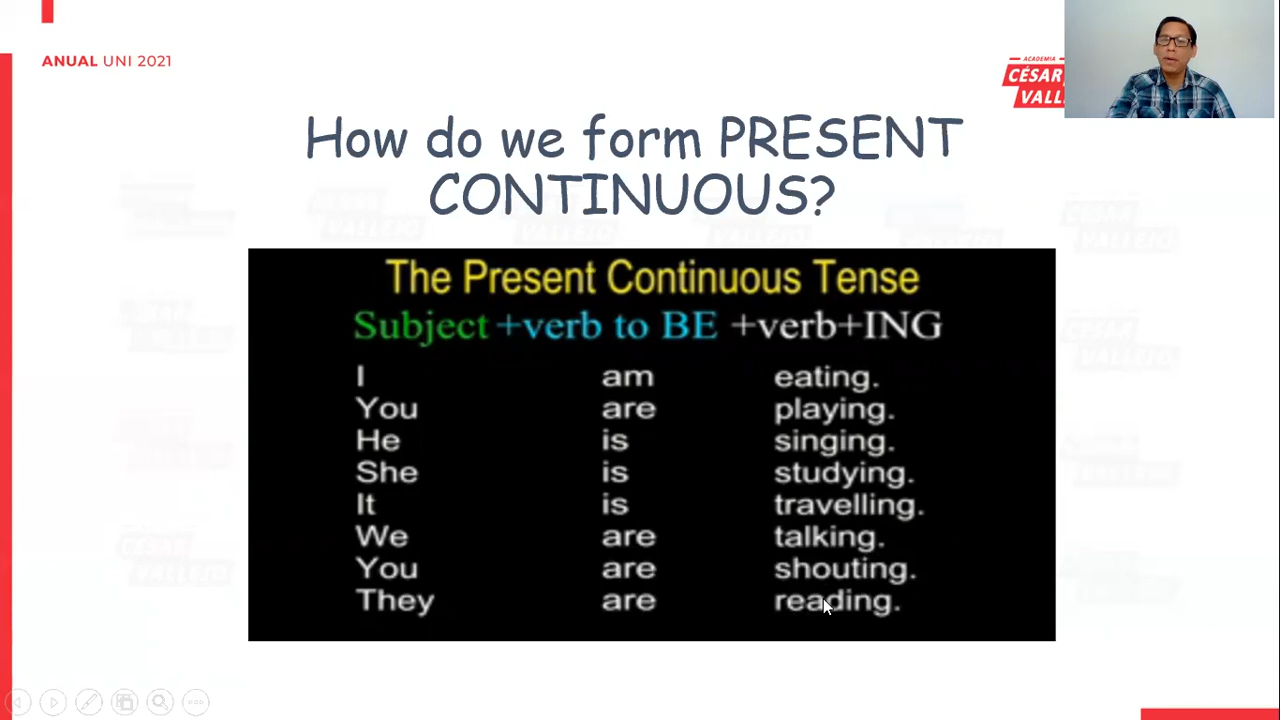 ANUAL UNI 2021
ACADEMIA
CÉSAR
How do we form PRESENT
CONTINUOUS?
The Present Continuous Tense
Subject +verb to BE +verb+ING
I am eating.
You are playing.
He is singing.
She is studying.
It is travelling.
We are talking.
You are shouting.
They are reading.